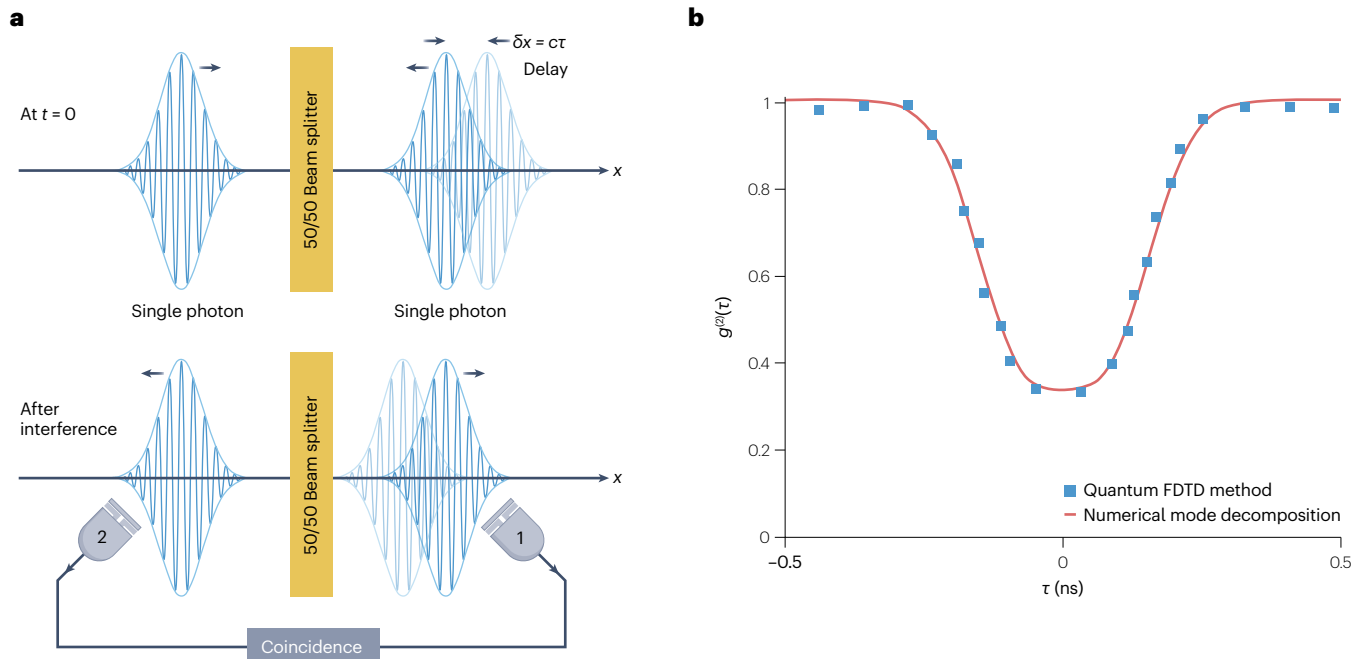 a
δx = cτ
Delay
At t = 0
50/50 Beam splitter
x
Single photon
Single photon
After
interference
50/50 Beam splitter
x
2
1
Coincidence
b
1
0.8
0.6
0.4
0.2
0
g(2)(τ)
Quantum FDTD method
Numerical mode decomposition
−0.5
0
0.5
τ (ns)